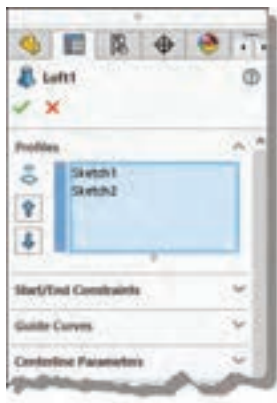 Loft1
Profiles
Sketch1
Sketch2
Start/End Constraints
Guide Curves
Centerline Parameters